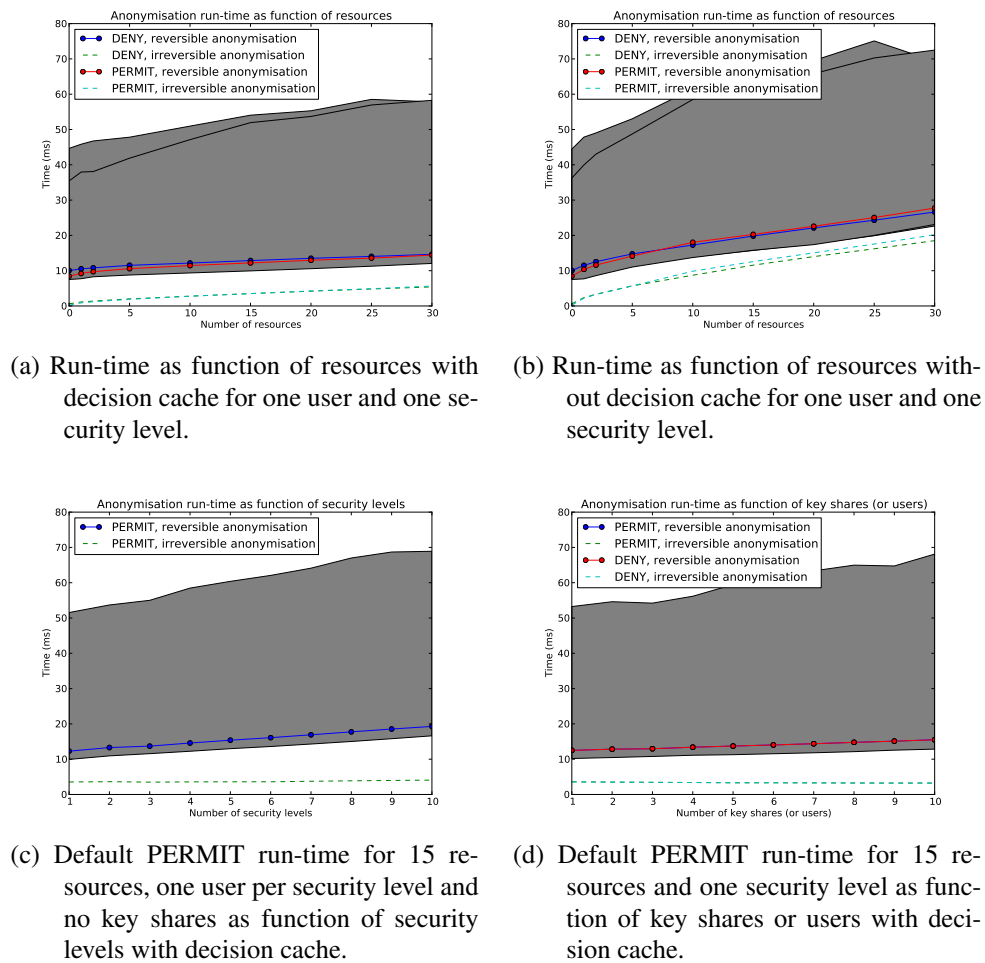 Anonymisation run-time as function of resources
80
70
60
50
40
30
20
10
0
Time (ms)
DENY, reversible anonymisation
DENY, irreversible anonymisation
PERMIT, reversible anonymisation
PERMIT, irreversible anonymisation
0 5 10 15 20 25 30
Number of resources
(a) Run-time as function of resources with
decision cache for one user and one se-
curity level.
Anonymisation run-time as function of resources
80
70
60
50
40
30
20
10
0
Time (ms)
DENY, reversible anonymisation
DENY, irreversible anonymisation
PERMIT, reversible anonymisation
PERMIT, irreversible anonymisation
0 5 10 15 20 25 30
Number of resources
(b) Run-time as function of resources with-
out decision cache for one user and one
security level.
Anonymisation run-time as function of security levels
80
70
60
50
40
30
20
10
0
Time (ms)
PERMIT, reversible anonymisation
PERMIT, irreversible anonymisation
1 2 3 4 5 6 7 8 9 10
Number of security levels
(c) Default PERMIT run-time for 15 re-
sources, one user per security level and
no key shares as function of security
levels with decision cache.
Anonymisation run-time as function of key shares (or users)
80
70
60
50
40
30
20
10
0
Time (ms)
PERMIT, reversible anonymisation
PERMIT, irreversible anonymisation
DENY, reversible anonymisation
DENY, irreversible anonymisation
1 2 3 4 5 6 7 8 9 10
Number of key shares (or users)
(d) Default PERMIT run-time for 15 re-
sources and one security level as func-
tion of key shares or users with deci-
sion cache.